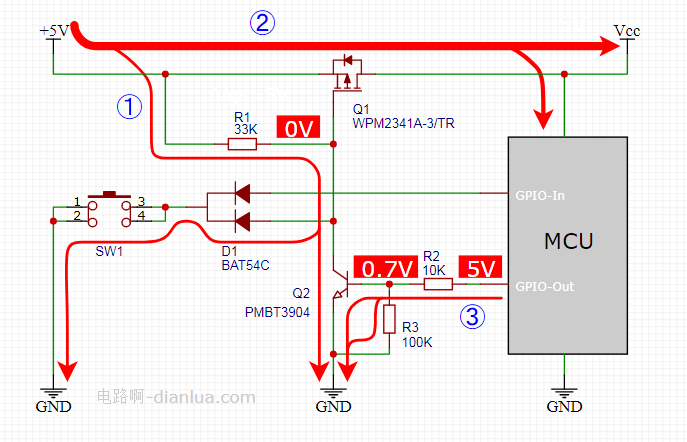 +5V
②
Vcc
①
Q1
WPM2341A-3/TR
R1
33K
0V
GPIO-In
1
2
3
4
SW1
D1
BAT54C
MCU
0.7V
R2
10K
5V
GPIO-Out
Q2
PMBT3904
③
R3
100K
GND
电路啊-dianlua.com
GND
GND